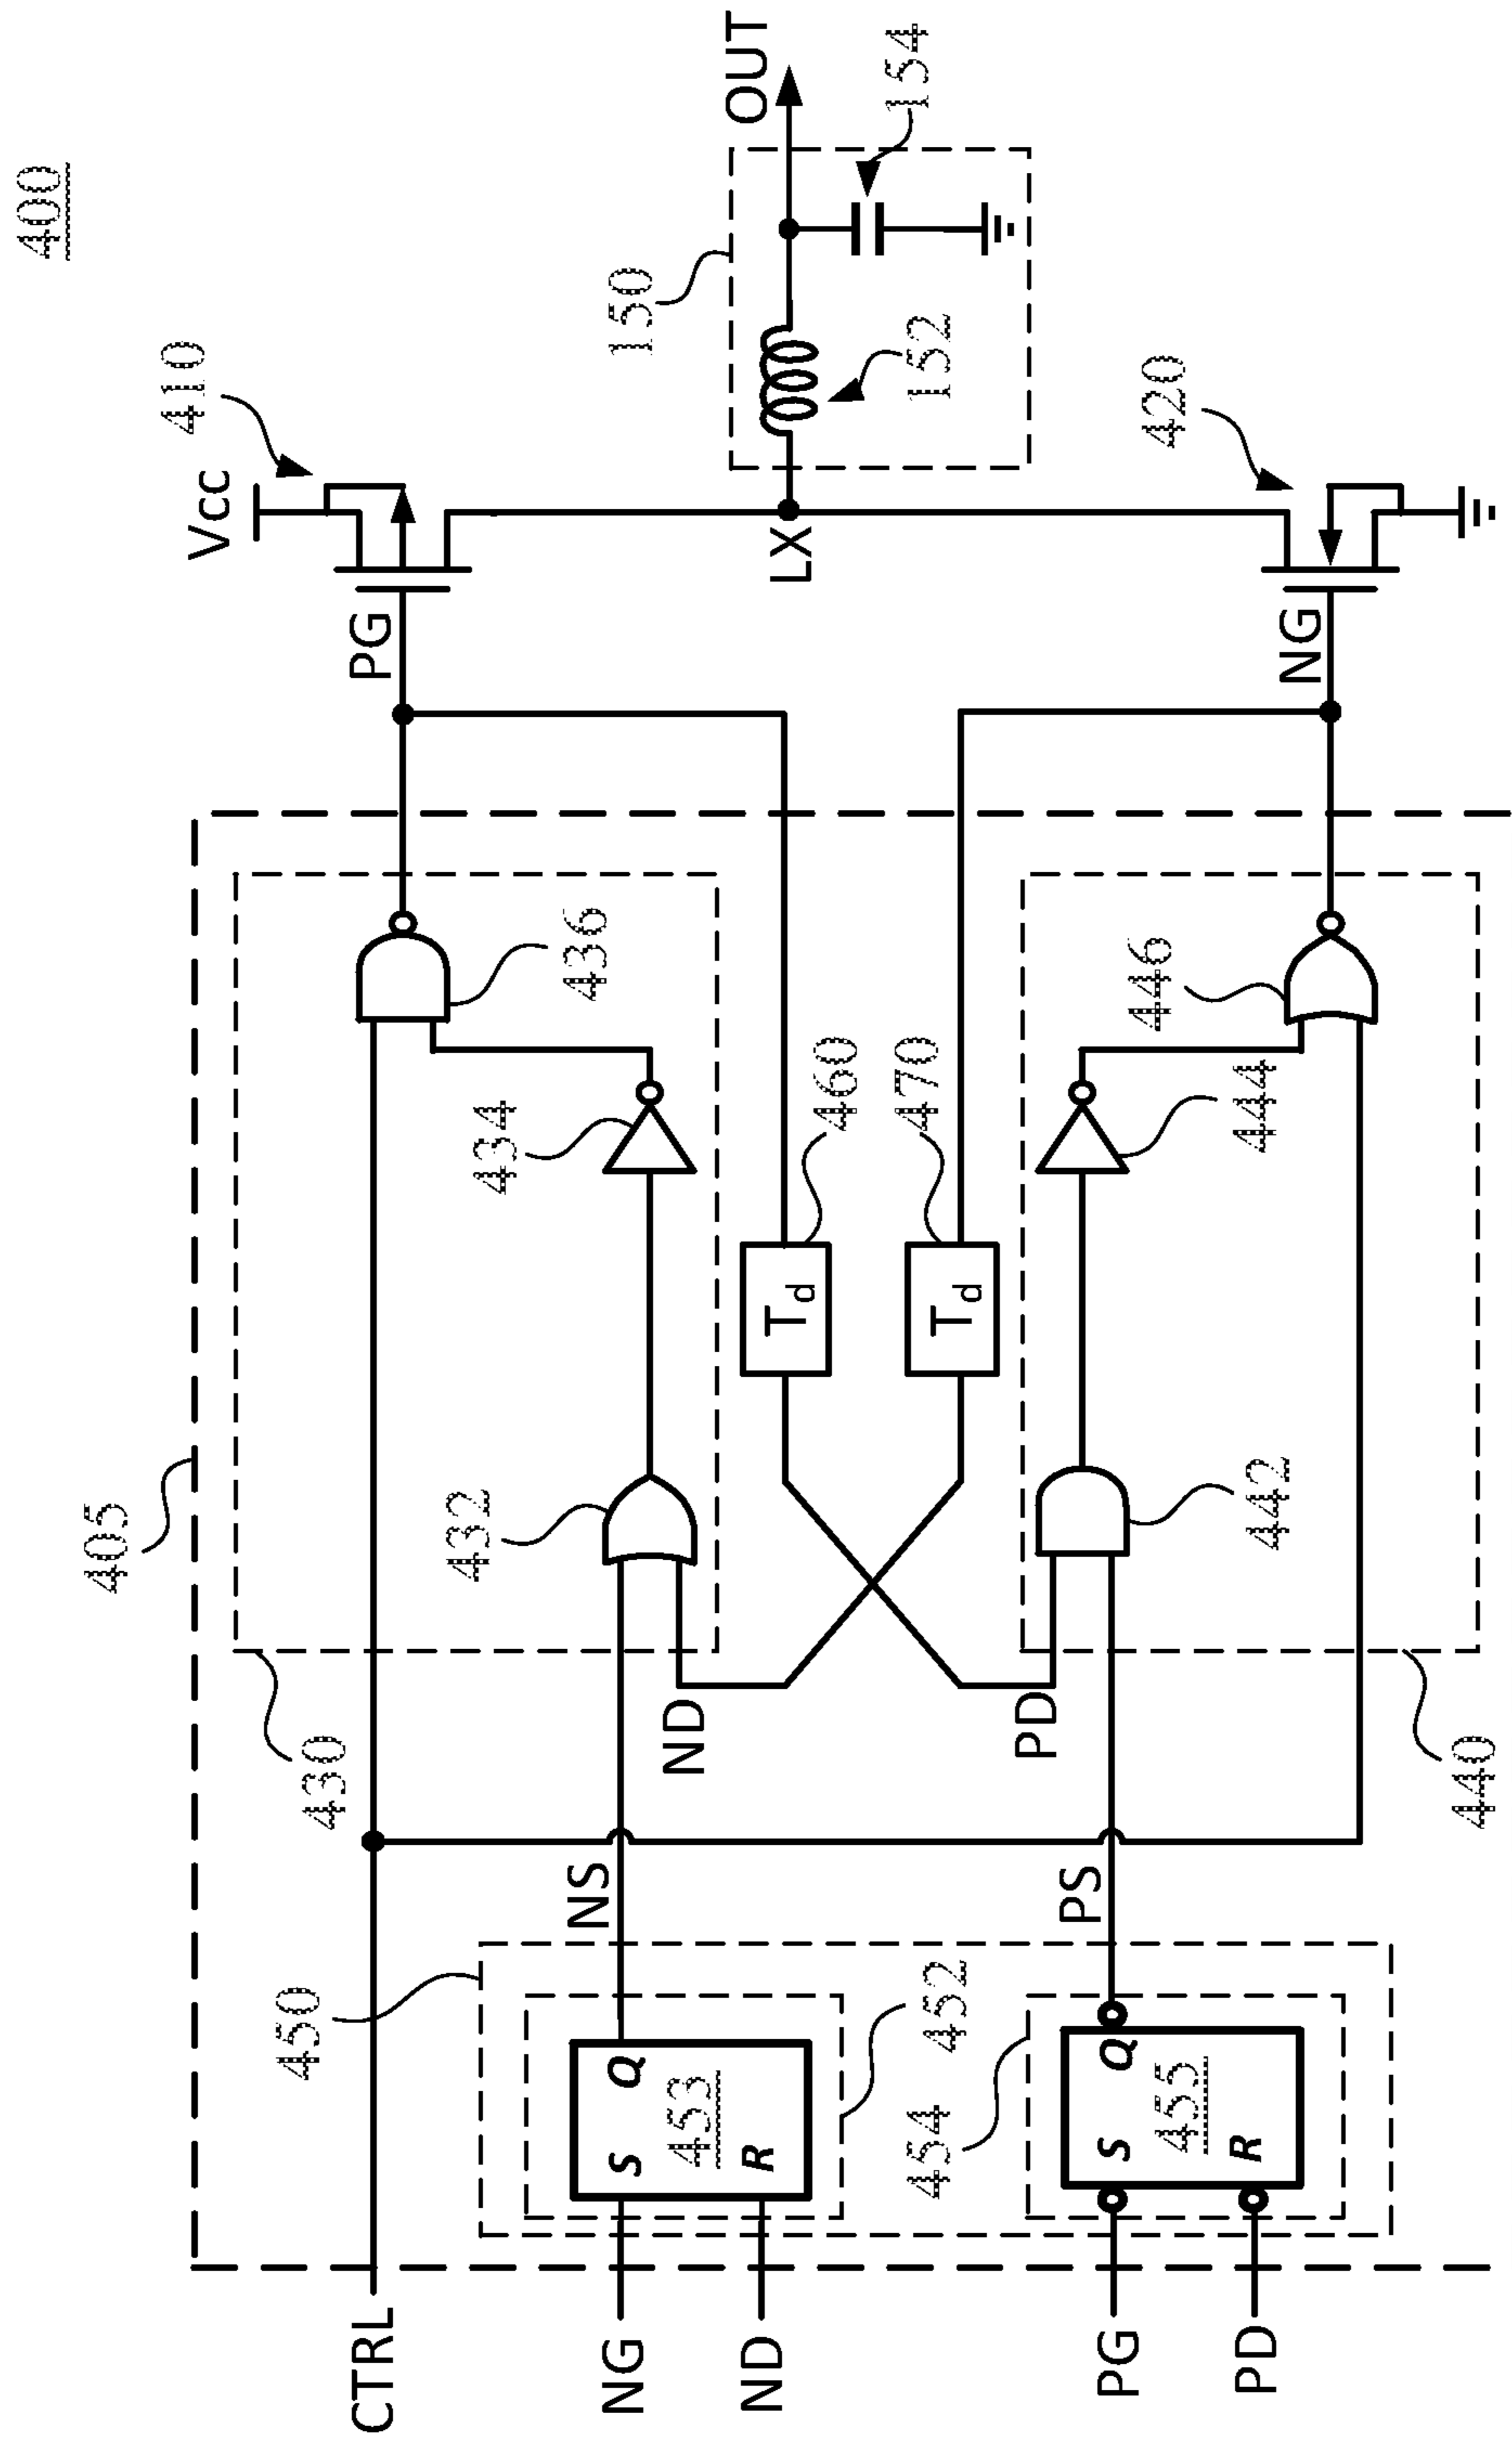 400
Vcc
410
PG
405
430
436
434
432
CTRL
450
NS
ND
NG
S
Q
453
ND
R
452
460
Td
470
Td
LX
150
152
154
OUT
PD
PS
454
PG
S
Q
455
PD
R
442
444
446
440
NG
420